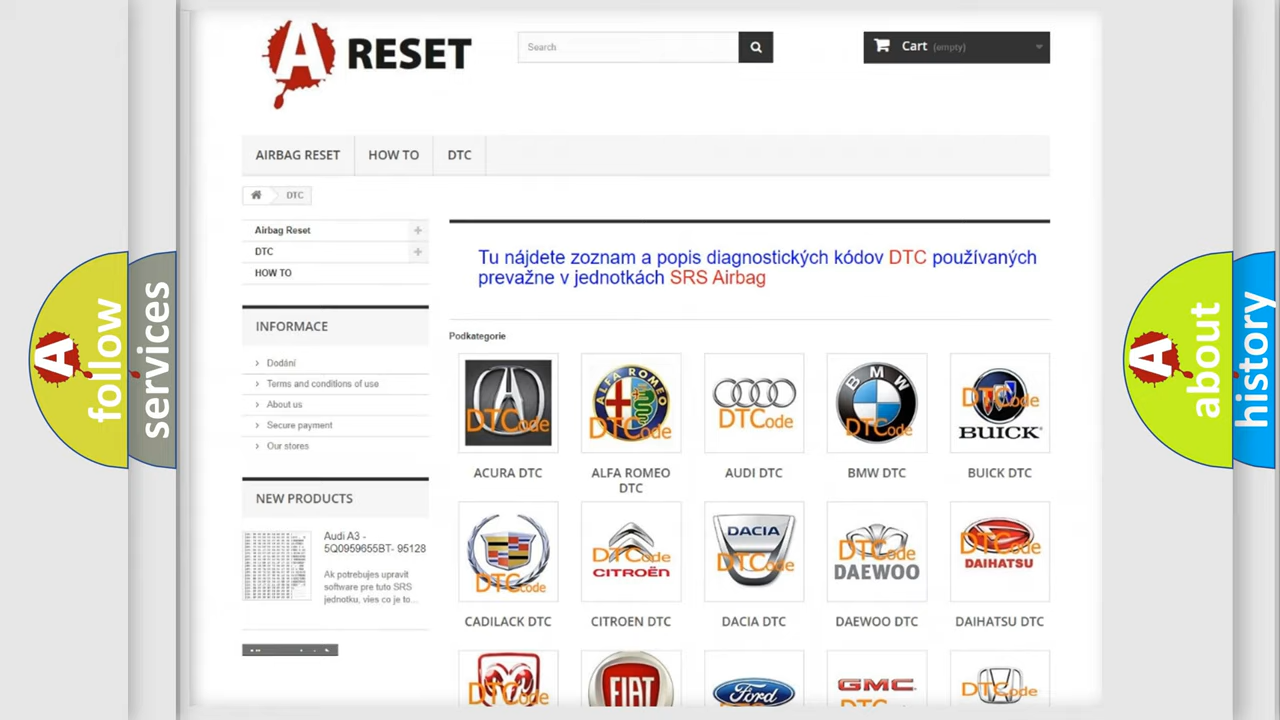 A RESET
Search
Cart (empty)
AIRBAG RESET
HOW TO
DTC
DTC
Airbag Reset
DTC
HOW TO
Tu nájdete zoznam a popis diagnostických kódov DTC používaných
prevažne v jednotkách SRS Airbag
INFORMACE
Dodání
Terms and conditions of use
About us
Secure payment
Our stores
Podkategorie
DTCode
ALFA ROMEO
DTCode
DTCode
BMW
DTCode
DTCode
BUICK
ACURA DTC
ALFA ROMEO
DTC
AUDI DTC
BMW DTC
BUICK DTC
NEW PRODUCTS
Audi A3 -
5Q0959655BT- 95128
Ak potrebujes upravit
software pre tuto SRS
jednotku, vies co je to...
DTCode
DTCode
CITROËN
DACIA
DTCode
DTCode
DAEWOO
DTCode
DAIHATSU
CADILACK DTC
CITROEN DTC
DACIA DTC
DAEWOO DTC
DAIHATSU DTC
DTCode
FIAT
Ford
GMC
DTCode
A follow
services
A about
history